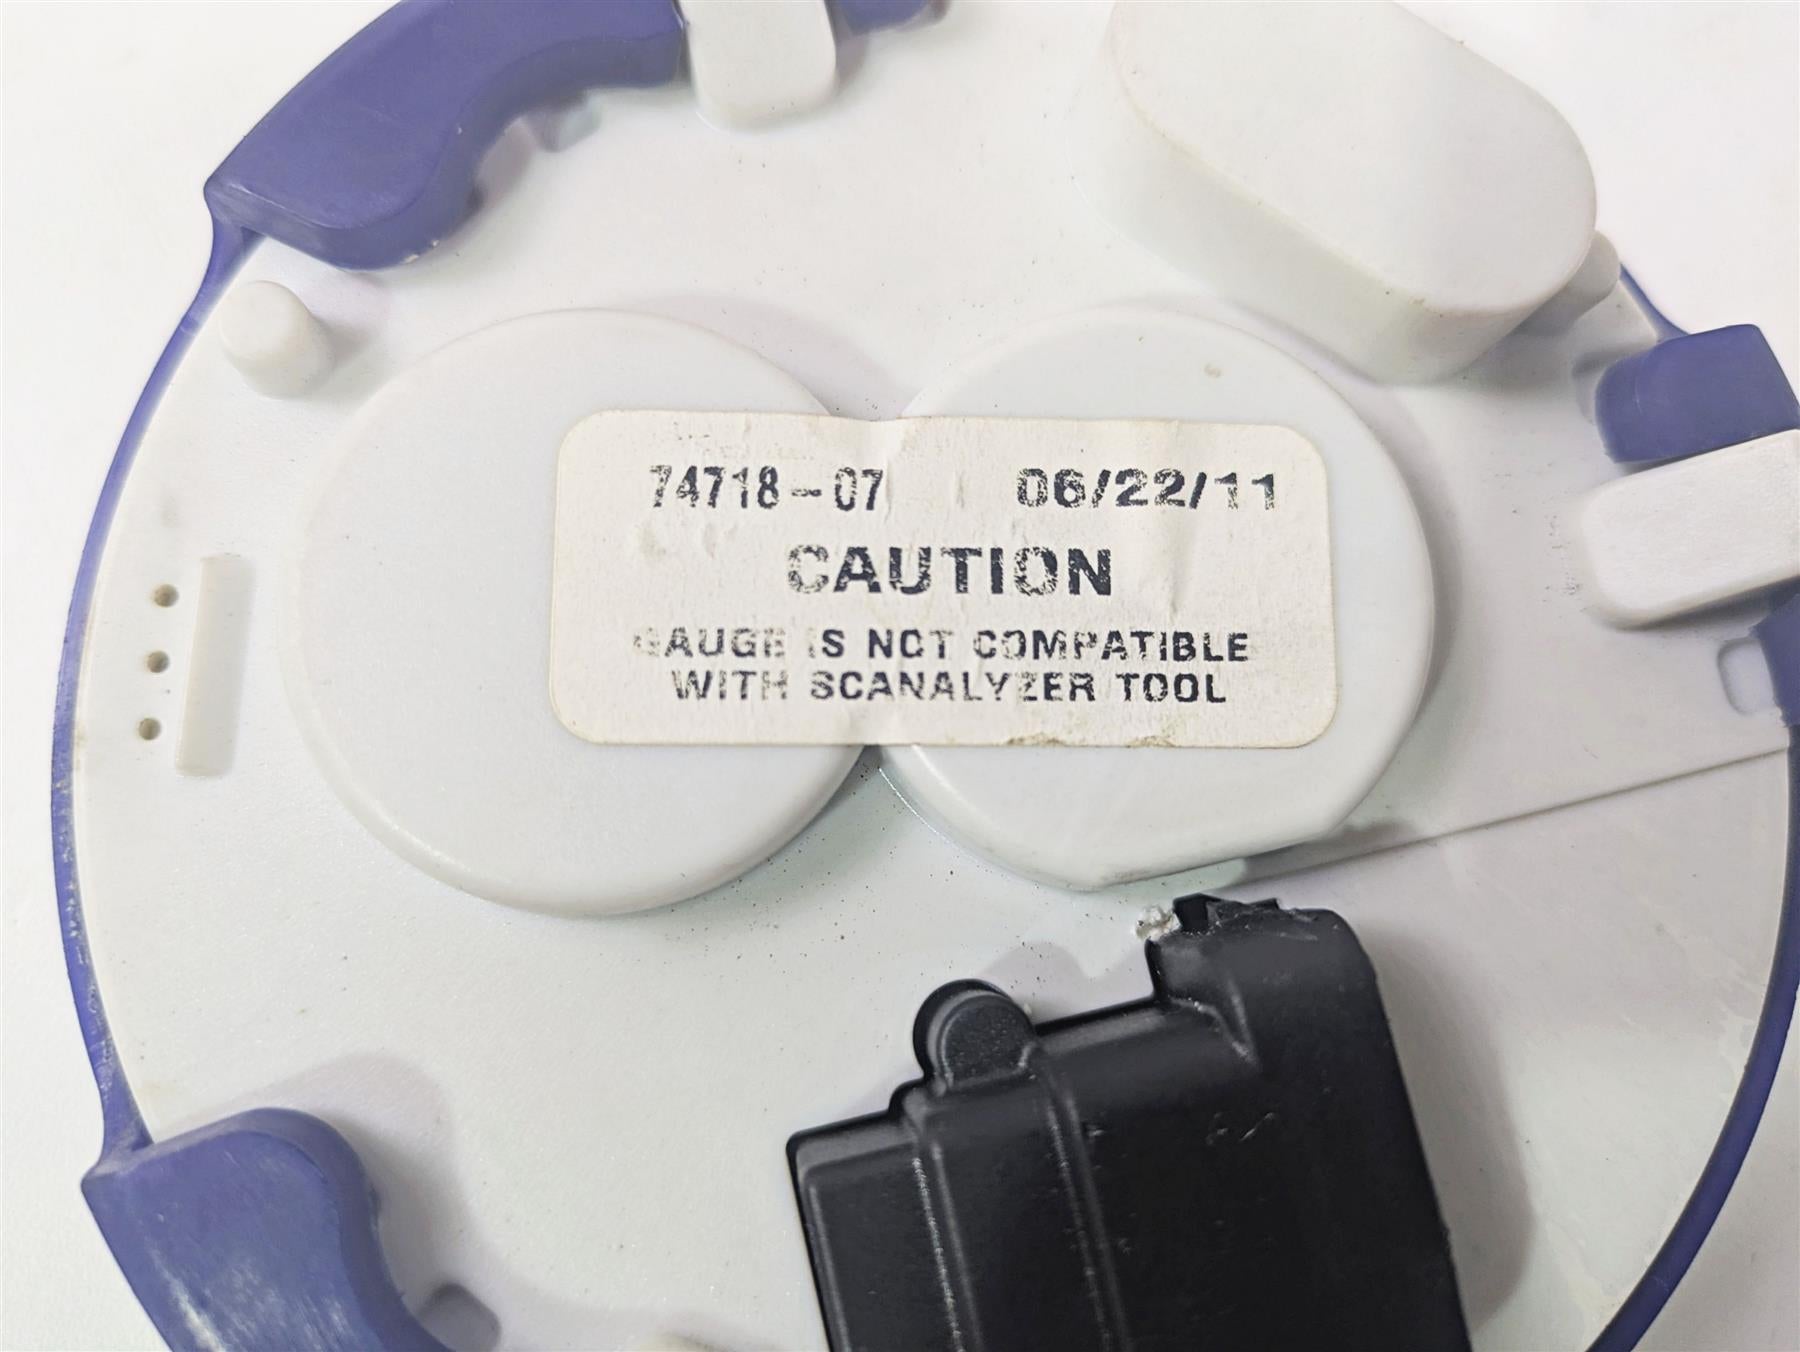 74718-07 06/22/11
CAUTION
GAUGE IS NOT COMPATIBLE
WITH SCANALYZER TOOL